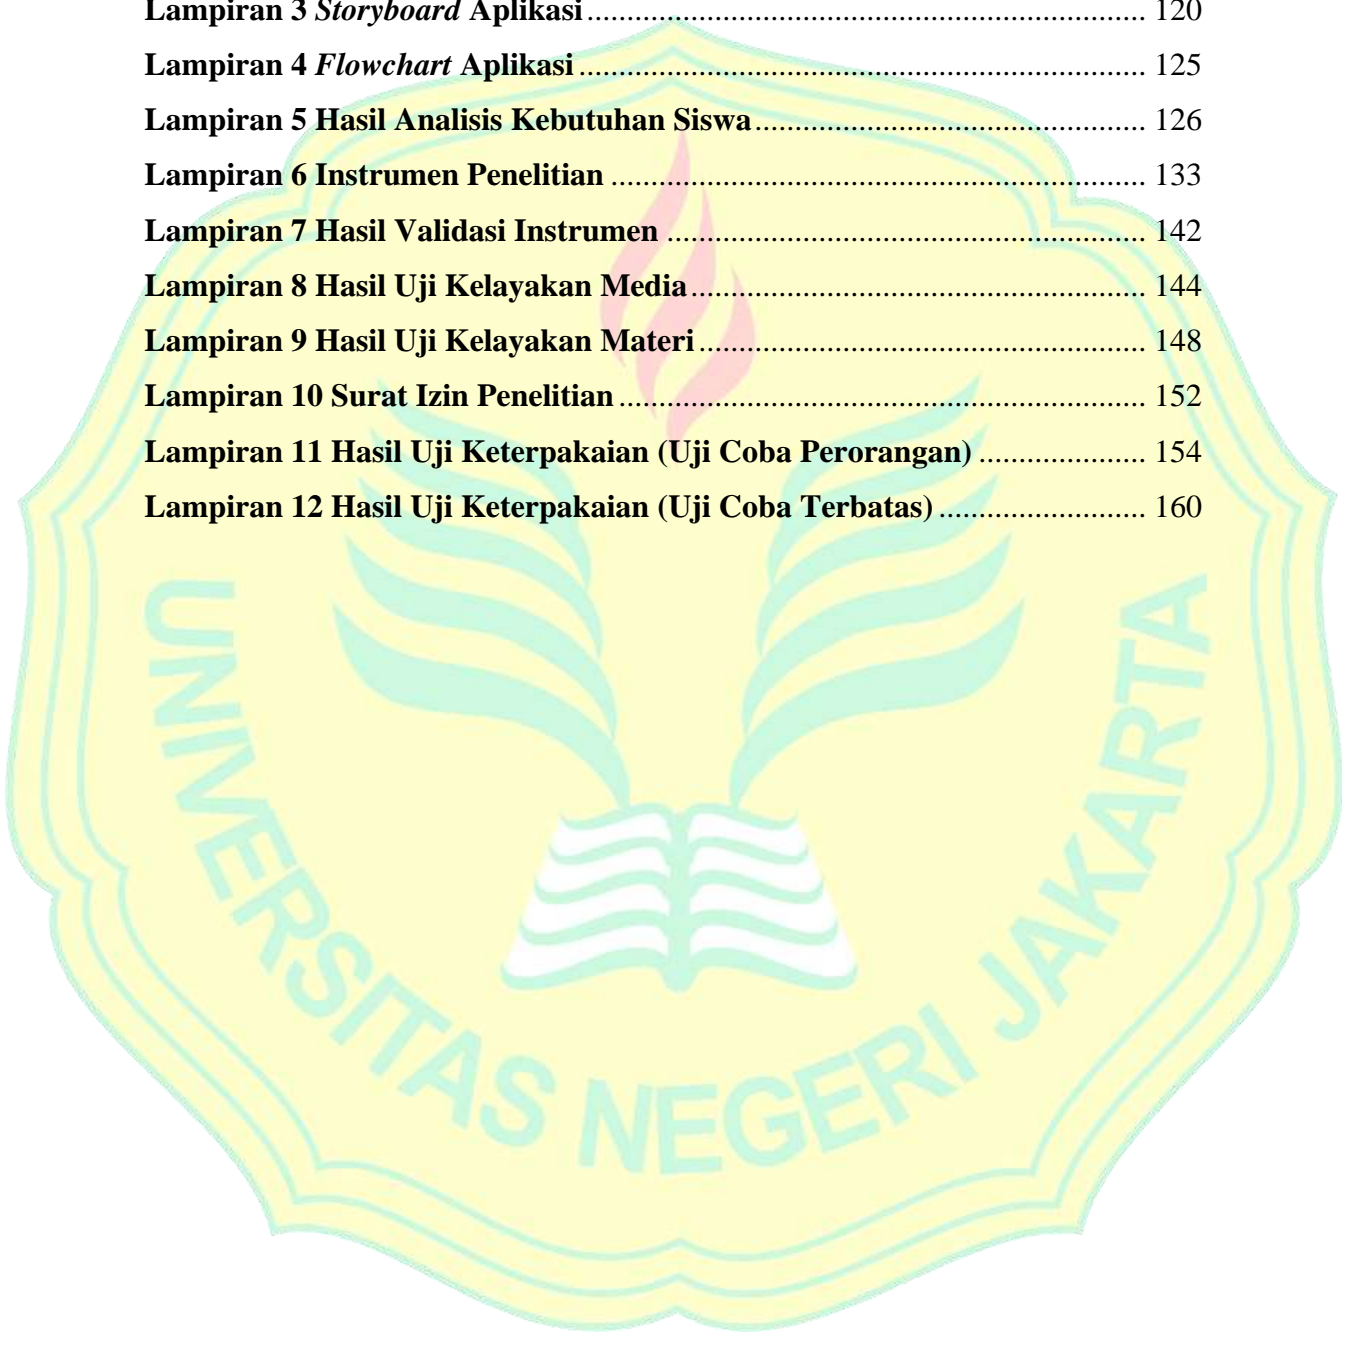 Lampiran 3 Storyboard Aplikasi ...................................................................... 120
Lampiran 4 Flowchart Aplikasi ....................................................................... 125
Lampiran 5 Hasil Analisis Kebutuhan Siswa ................................................. 126
Lampiran 6 Instrumen Penelitian ................................................................... 133
Lampiran 7 Hasil Validasi Instrumen ............................................................ 142
Lampiran 8 Hasil Uji Kelayakan Media ......................................................... 144
Lampiran 9 Hasil Uji Kelayakan Materi ........................................................ 148
Lampiran 10 Surat Izin Penelitian .................................................................. 152
Lampiran 11 Hasil Uji Keterpakaian (Uji Coba Perorangan) ..................... 154
Lampiran 12 Hasil Uji Keterpakaian (Uji Coba Terbatas) .......................... 160
UNIVERSITAS NEGERI JAKARTA